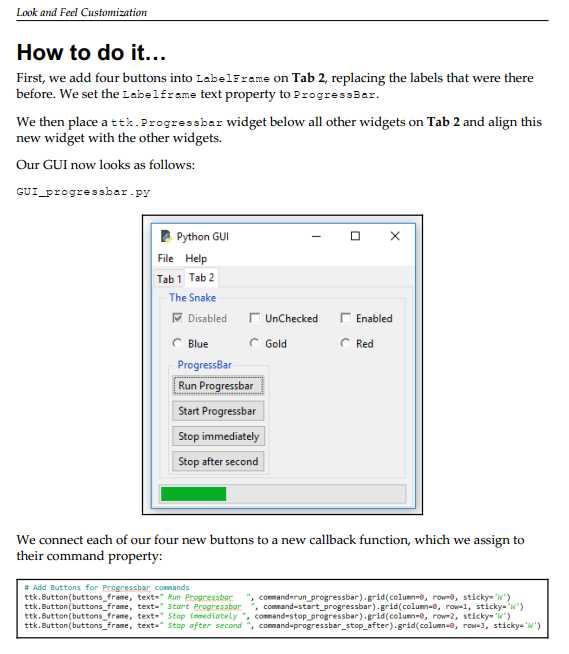 Look and Feel Customization
How to do it…
First, we add four buttons into LabelFrame on Tab 2, replacing the labels that were there
before. We set the Labelframe text property to ProgressBar.
We then place a ttk.Progressbar widget below all other widgets on Tab 2 and align this
new widget with the other widgets.
Our GUI now looks as follows:
GUI_progressbar.py
Python GUI
File Help
Tab 1 Tab 2
The Snake
Disabled UnChecked Enabled
Blue Gold Red
ProgressBar
Run Progressbar
Start Progressbar
Stop immediately
Stop after second
We connect each of our four new buttons to a new callback function, which we assign to
their command property:
# Add Buttons for Progressbar commands
ttk.Button(buttons_frame, text=" Run Progressbar   ", command=run_progressbar).grid(column=0, row=0, sticky='W')
ttk.Button(buttons_frame, text=" Start Progressbar  ", command=start_progressbar).grid(column=0, row=1, sticky='W')
ttk.Button(buttons_frame, text=" Stop immediately ", command=stop_progressbar).grid(column=0, row=2, sticky='W')
ttk.Button(buttons_frame, text=" Stop after second ", command=progressbar_stop_after).grid(column=0, row=3, sticky='W')